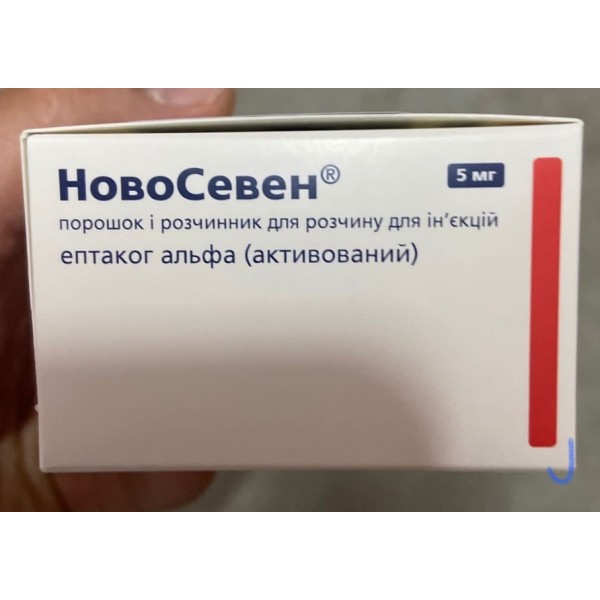 НовоСевен®
5 мг
порошок і розчинник для розчину для ін’єкцій
ептаког альфа (активований)